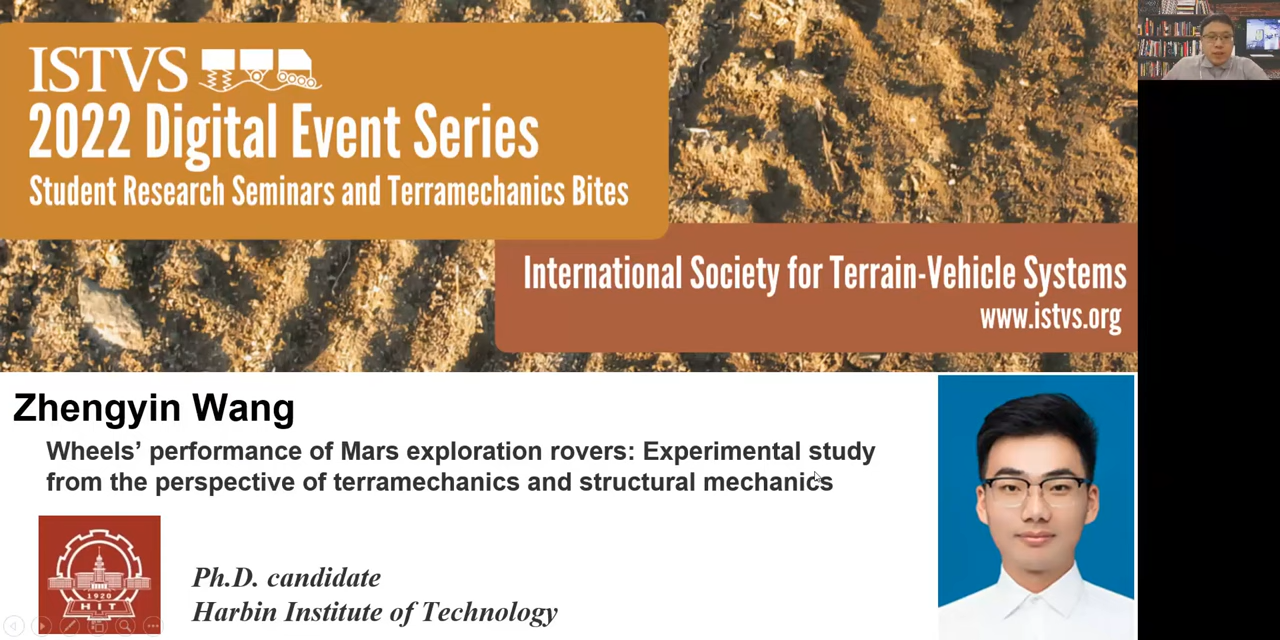 ISTVS
2022 Digital Event Series
Student Research Seminars and Terramechanics Bites
International Society for Terrain-Vehicle Systems
www.istvs.org
Zhengyin Wang
Wheels’ performance of Mars exploration rovers: Experimental study
from the perspective of terramechanics and structural mechanics
1920
HIT
Ph.D. candidate
Harbin Institute of Technology